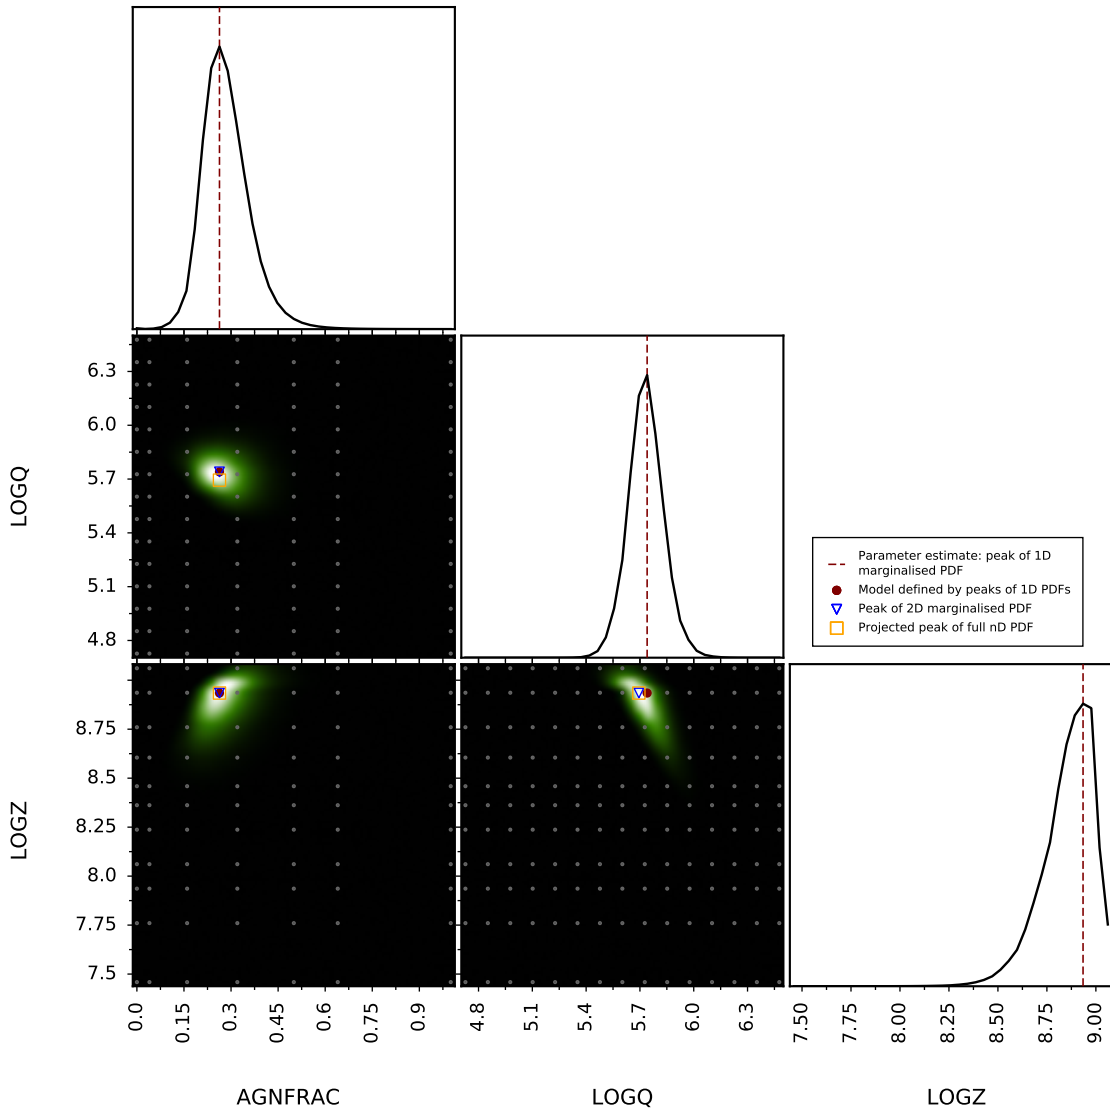 LOGQ
6.3
6.0
5.7
5.4
5.1
4.8
Parameter estimate: peak of 1D
marginalised PDF
Model defined by peaks of 1D PDFs
Peak of 2D marginalised PDF
Projected peak of full nD PDF
LOGZ
8.75
8.5
8.25
8.0
7.75
7.5
0.0 0.15 0.3 0.45 0.6 0.75 0.9
4.8 5.1 5.4 5.7 6.0 6.3
7.50 7.75 8.00 8.25 8.50 8.75 9.00
AGNFRAC LOGQ LOGZ